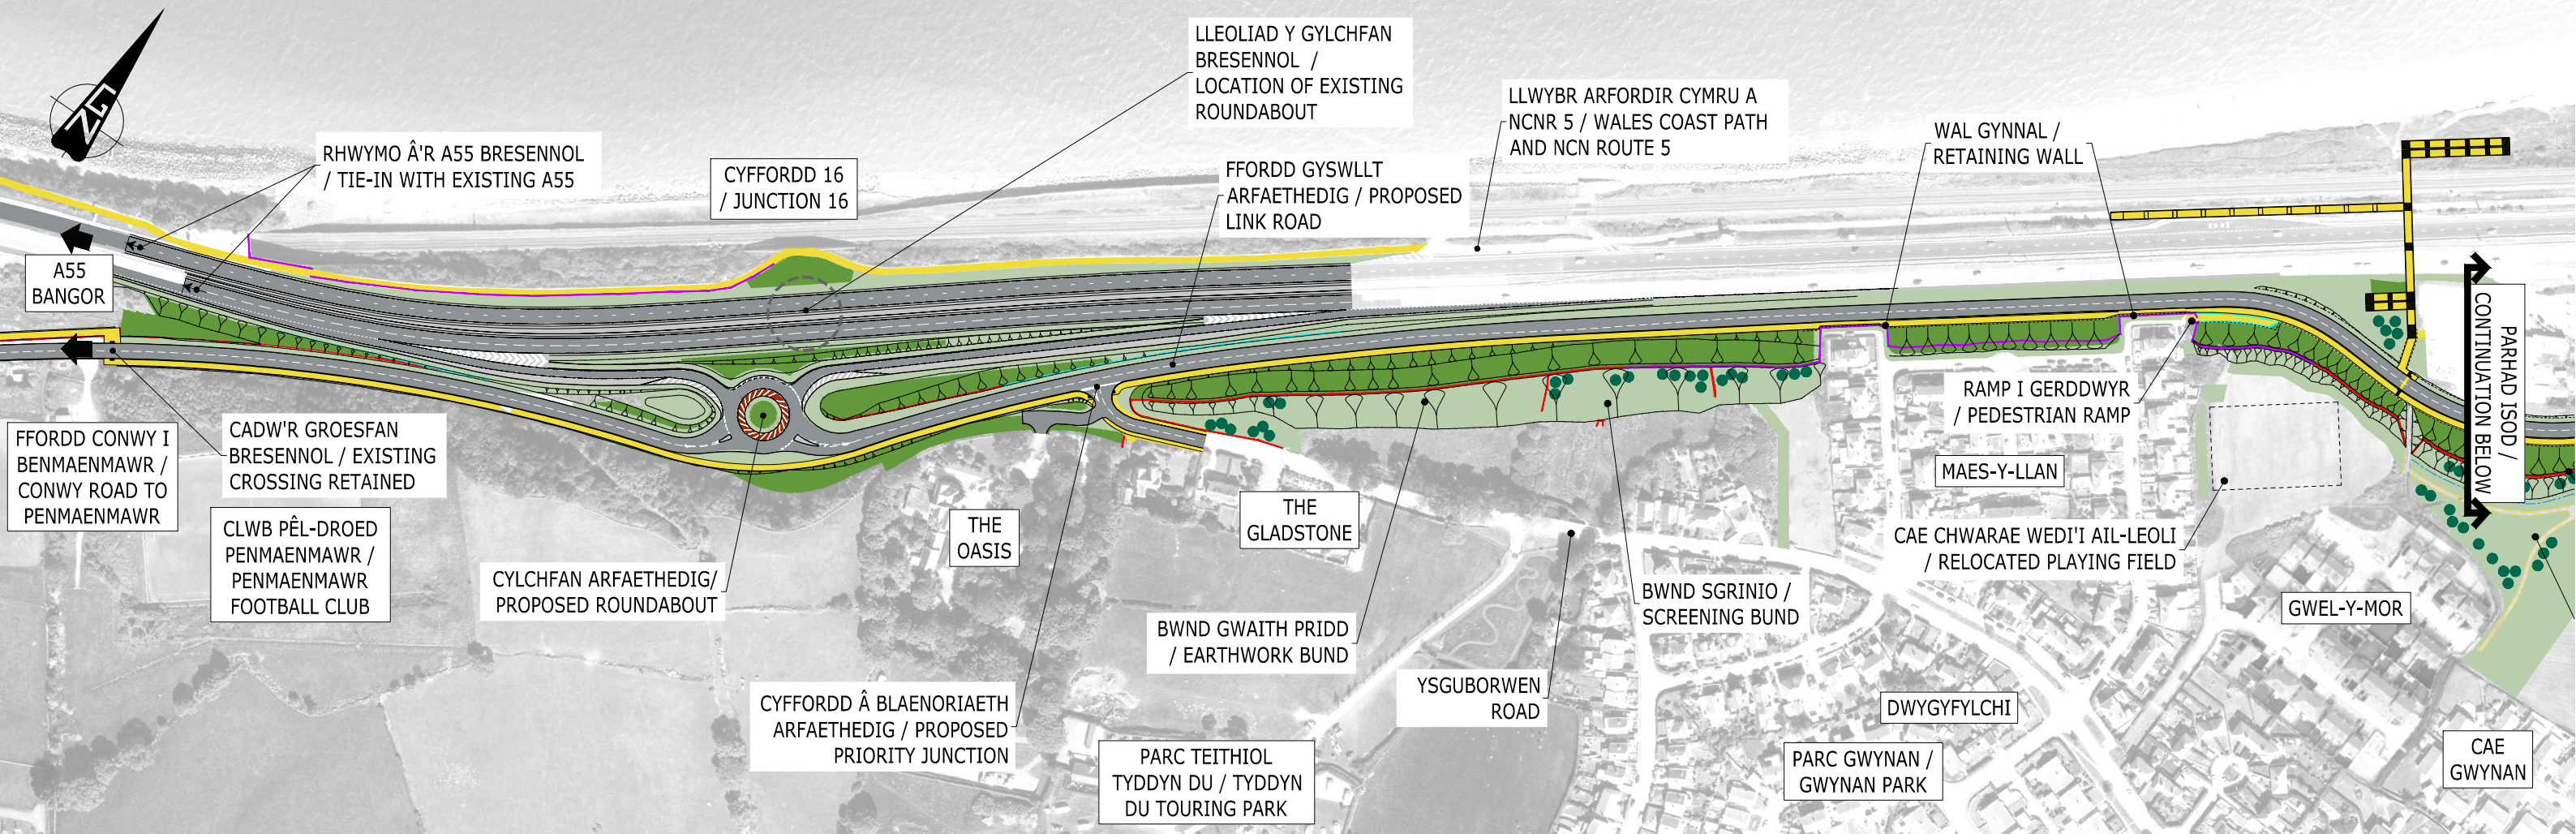 ZG
LLEOLIAD Y GYLCHFAN
BRESENNOL /
LOCATION OF EXISTING
ROUNDABOUT
LLWYBR ARFORDIR CYMRU A
NCNR 5 / WALES COAST PATH
AND NCN ROUTE 5
WAL GYNNAL /
RETAINING WALL
RHWYMO Â'R A55 BRESENNOL
/ TIE-IN WITH EXISTING A55
CYFFORDD 16
/ JUNCTION 16
FFORDD GYSWLLT
ARFAETHEDIG / PROPOSED
LINK ROAD
A55
BANGOR
PARHAD ISOD /
CONTINUATION BELOW
RAMP I GERDDWYR
/ PEDESTRIAN RAMP
FFORDD CONWY I
BENMAENMAWR /
CONWY ROAD TO
PENMAENMAWR
CADW'R GROESFAN
BRESENNOL / EXISTING
CROSSING RETAINED
MAES-Y-LLAN
CLWB PÊL-DROED
PENMAENMAWR /
PENMAENMAWR
FOOTBALL CLUB
THE
OASIS
THE
GLADSTONE
CAE CHWARAE WEDI'I AIL-LEOLI
/ RELOCATED PLAYING FIELD
CYLCHFAN ARFAETHEDIG/
PROPOSED ROUNDABOUT
BWND SGRINIO /
SCREENING BUND
GWEL-Y-MOR
BWND GWAITH PRIDD
/ EARTHWORK BUND
YSGUBORWEN
ROAD
DWYGYFYLCHI
CYFFORDD Â BLAENORIAETH
ARFAETHEDIG / PROPOSED
PRIORITY JUNCTION
PARC TEITHIOL
TYDDYN DU / TYDDYN
DU TOURING PARK
PARC GWYNAN /
GWYNAN PARK
CAE
GWYNAN